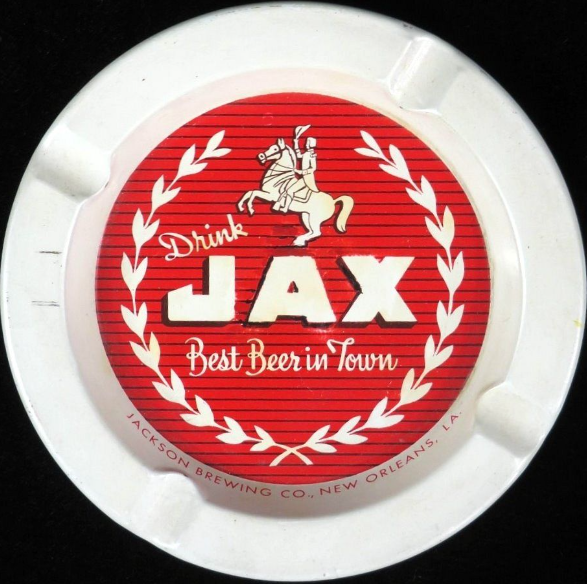 Drink
JAX
Best Beer in Town
JACKSON BREWING CO., NEW ORLEANS, LA.